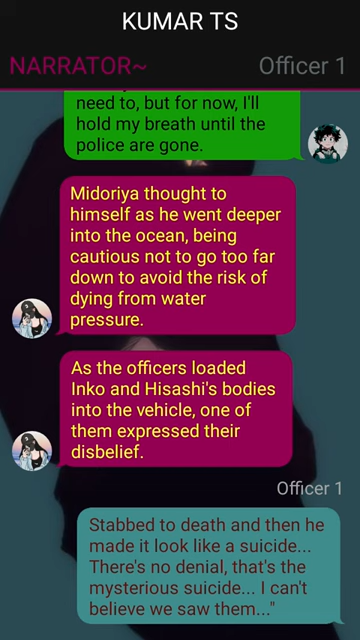 KUMAR TS
NARRATOR~ Officer 1
need to, but for now, I'll
hold my breath until the
police are gone.
Midoriya thought to
himself as he went deeper
into the ocean, being
cautious not to go too far
down to avoid the risk of
dying from water
pressure.
As the officers loaded
Inko and Hisashi's bodies
into the vehicle, one of
them expressed their
disbelief.
Officer 1
Stabbed to death and then he
made it look like a suicide...
There's no denial, that's the
mysterious suicide... I can't
believe we saw them..."